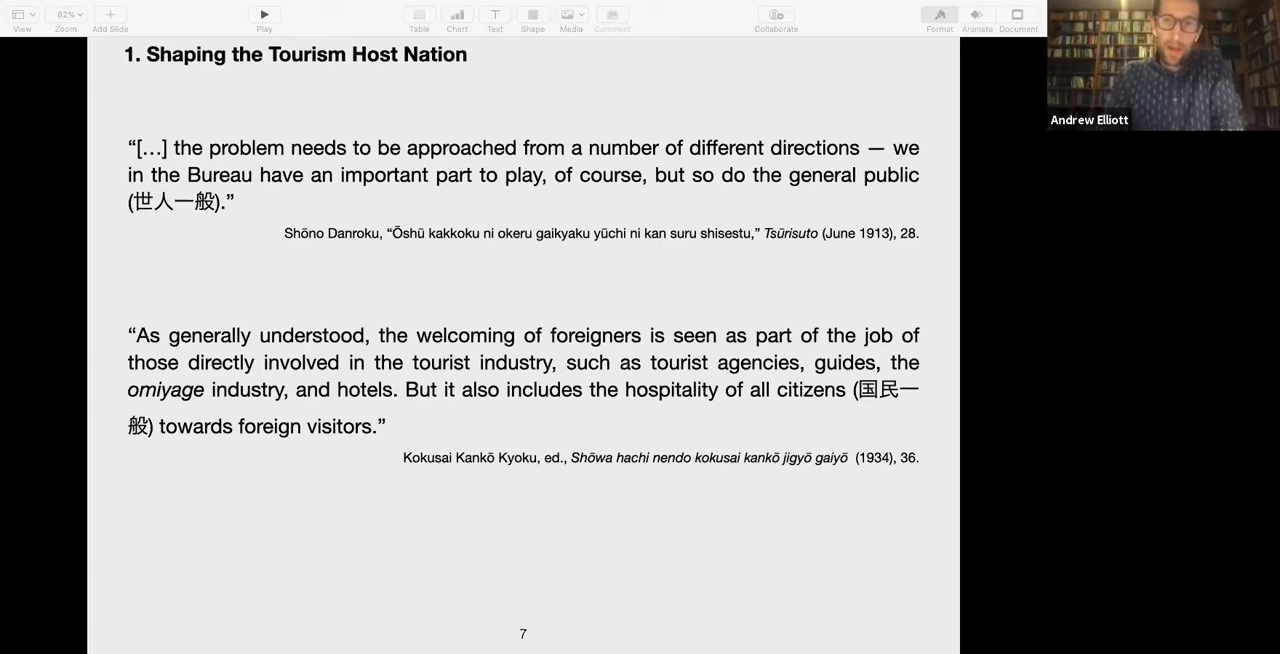 View
82%
Zoom
Add Slide
Play
Table
Chart
Text
Shape
Media
Comment
Collaborate
Format
Animate
Document
Andrew Elliott
1. Shaping the Tourism Host Nation
“[…] the problem needs to be approached from a number of different directions — we
in the Bureau have an important part to play, of course, but so do the general public
(世人一般).”
Shōno Danroku, “Ōshū kakkoku ni okeru gaikyaku yūchi ni kan suru shisestu,” Tsūrisuto (June 1913), 28.
“As generally understood, the welcoming of foreigners is seen as part of the job of
those directly involved in the tourist industry, such as tourist agencies, guides, the
omiyage industry, and hotels. But it also includes the hospitality of all citizens (国民一
般) towards foreign visitors.”
Kokusai Kankō Kyoku, ed., Shōwa hachi nendo kokusai kankō jigyō gaiyō (1934), 36.
7